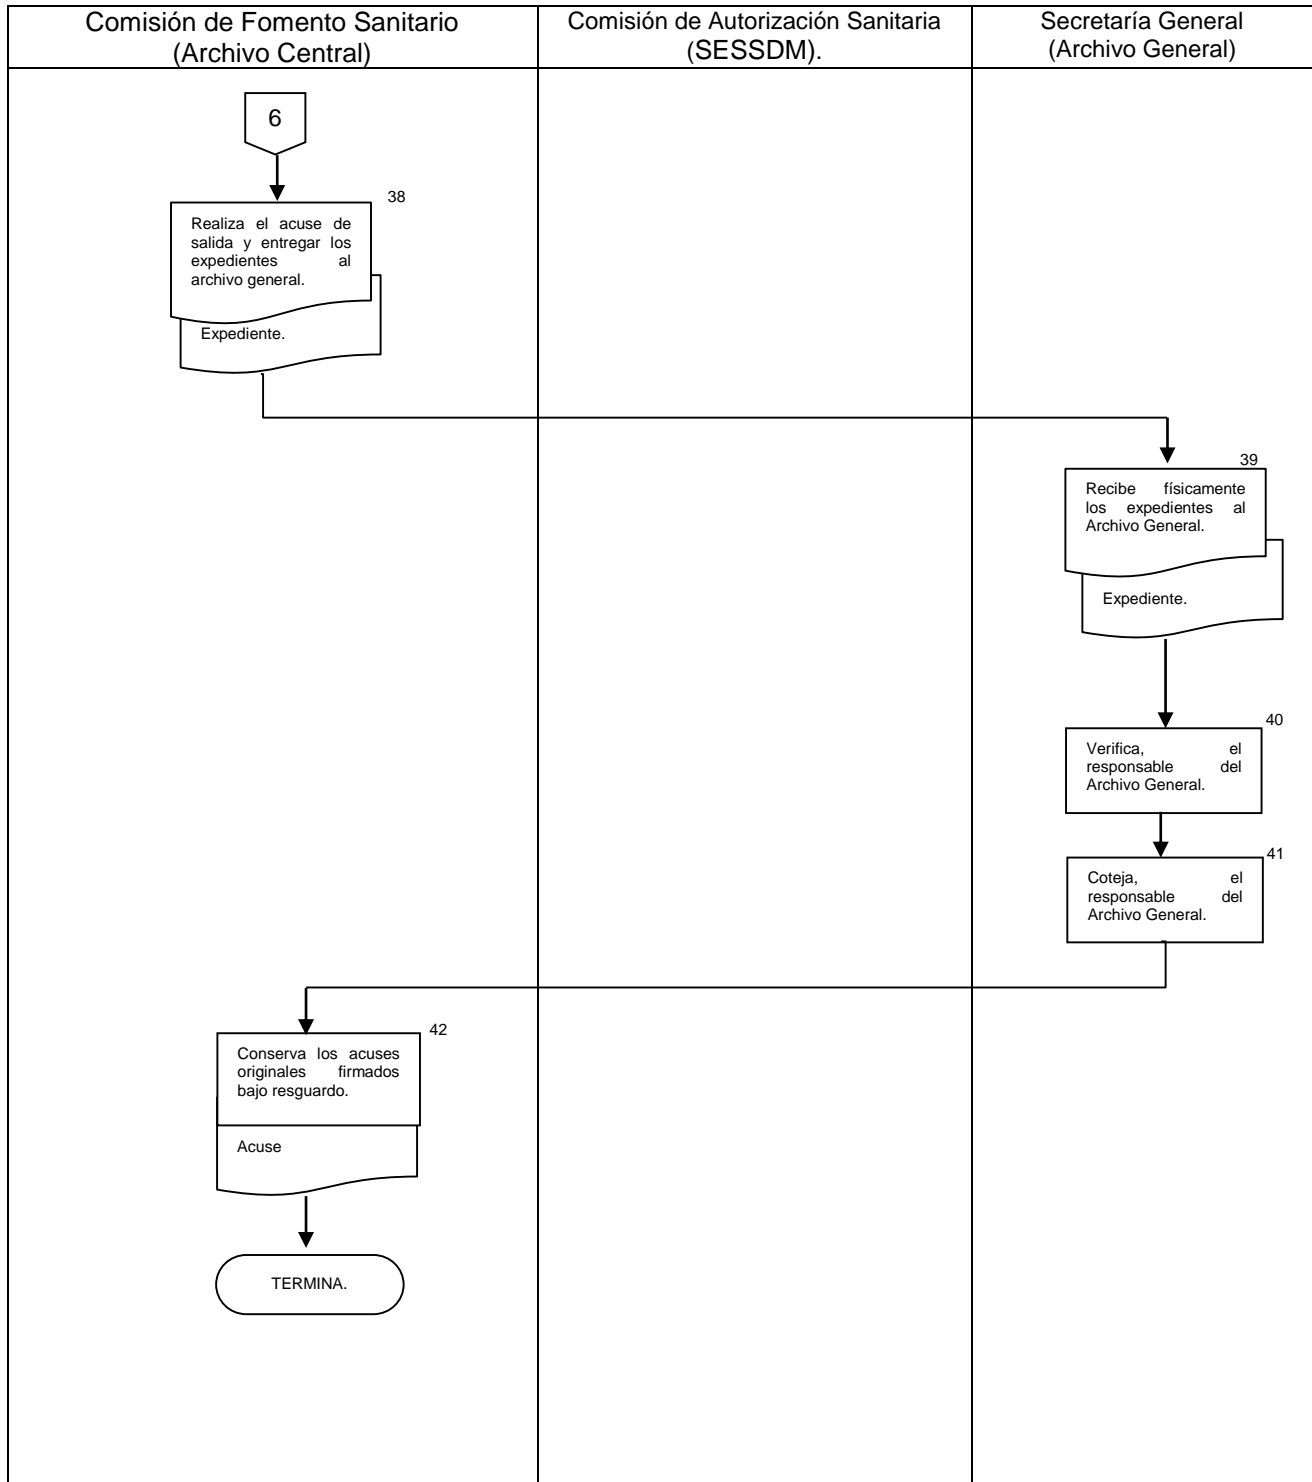 Comisión de Fomento Sanitario
(Archivo Central)
Comisión de Autorización Sanitaria
(SESSDM).
Secretaría General
(Archivo General)
6
38
Realiza el acuse de
salida y entregar los
expedientes al
archivo general.
Expediente.
39
Recibe físicamente
los expedientes al
Archivo General.
Expediente.
40
Verifica, el
responsable del
Archivo General.
41
Coteja, el
responsable del
Archivo General.
42
Conserva los acuses
originales firmados
bajo resguardo.
Acuse
TERMINA.